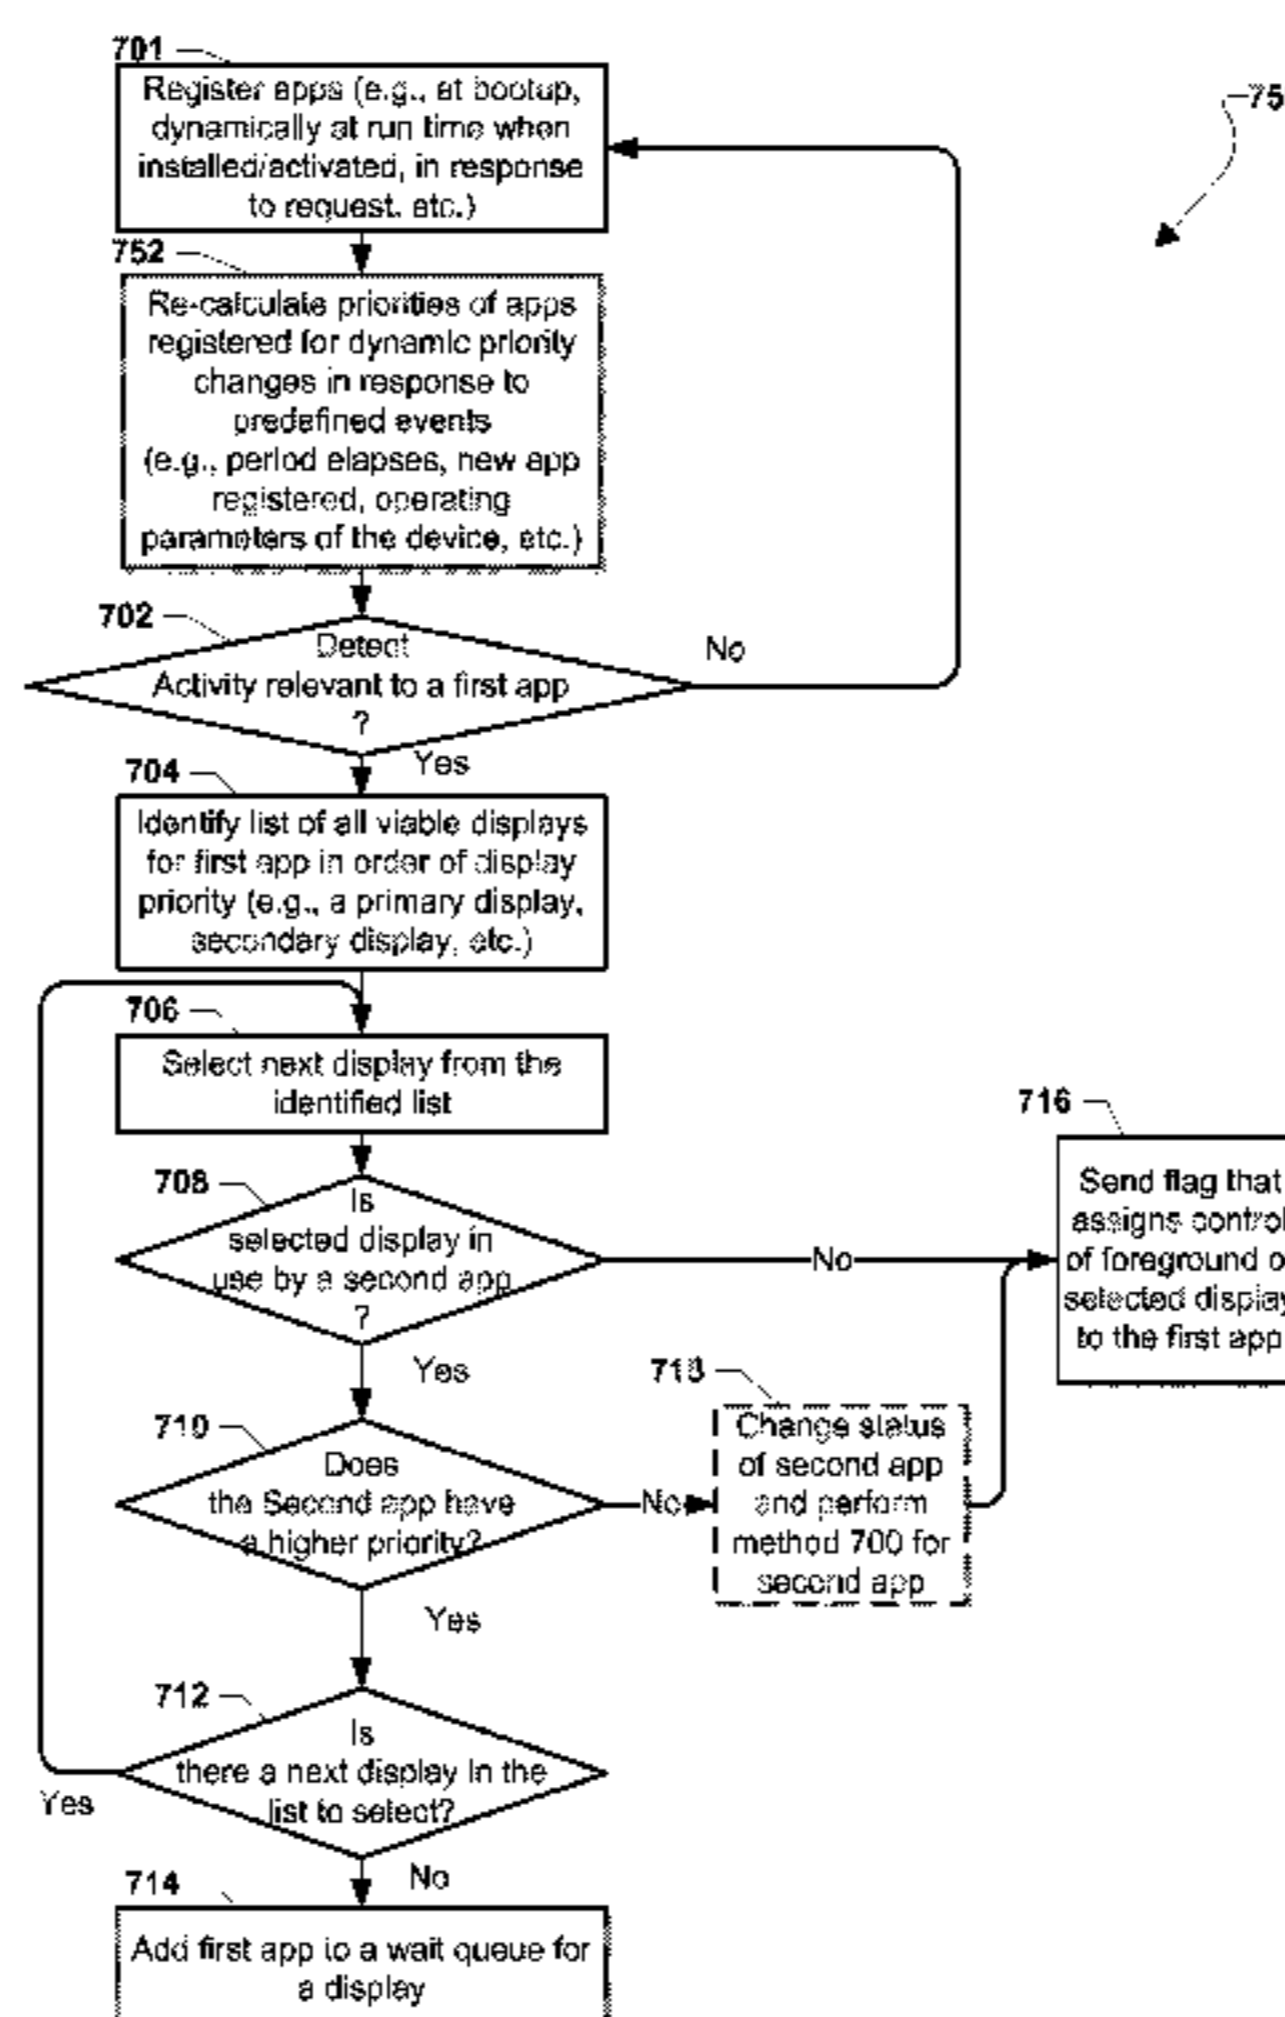 701
Register apps (e.g., at bootup,
dynamically at run time when
installed/activated, in response
to request, etc.)
75
752
Re-calculate priorities of apps
registered for dynamic priority
changes in response to
predefined events
(e.g., period elapses, new app
registered, operating
parameters of the device, etc.)
702
Detect
Activity relevant to a first app
?
No
Yes
704
Identify list of all viable displays
for first app in order of display
priority (e.g., a primary display,
secondary display, etc.)
706
Select next display from the
identified list
708
Is
selected display in
use by a second app
?
No
Yes
716
Send flag that
assigns control
of foreground o
selected display
to the first app
710
Does
the Second app have
a higher priority?
No
Yes
Change status
of second app
and perform
method 700 for
second app
712
Is
there a next display in the
list to select?
Yes
No
714
Add first app to a wait queue for
a display